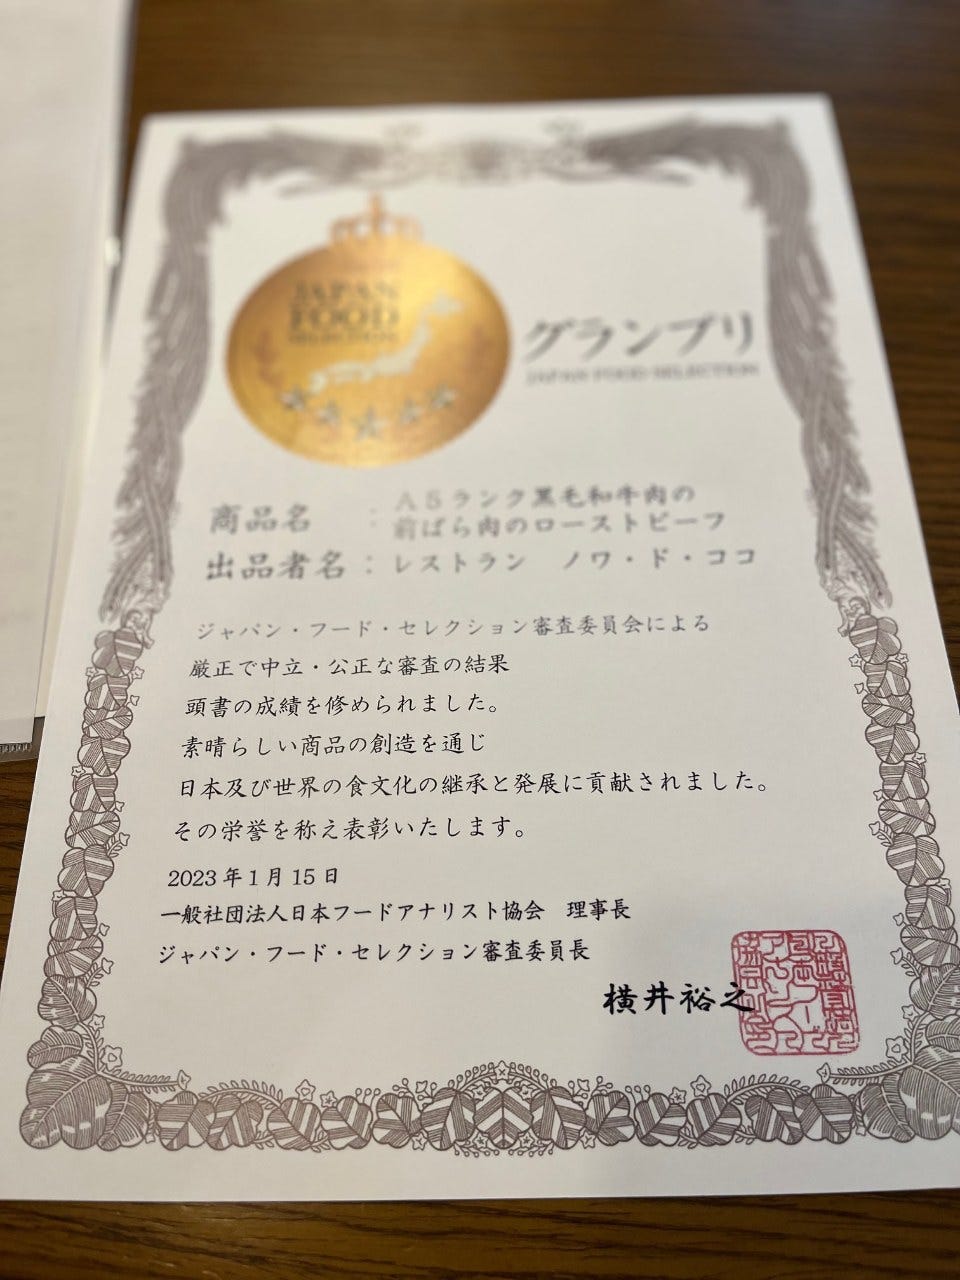 JAPAN
FOOD
SELECTION
グランプリ
JAPAN FOOD SELECTION
商品名 : A5ランク黒毛和牛肉の
前ばら肉のローストビーフ
出品者名：レストラン　ノワ・ド・ココ
ジャパン・フード・セレクション審査委員会による
厳正で中立・公正な審査の結果
頭書の成績を修められました。
素晴らしい商品の創造を通じ
日本及び世界の食文化の継承と発展に貢献されました。
その栄誉を称え表彰いたします。
2023年1月15日
一般社団法人日本フードアナリスト協会　理事長
ジャパン・フード・セレクション審査委員長
横井裕之